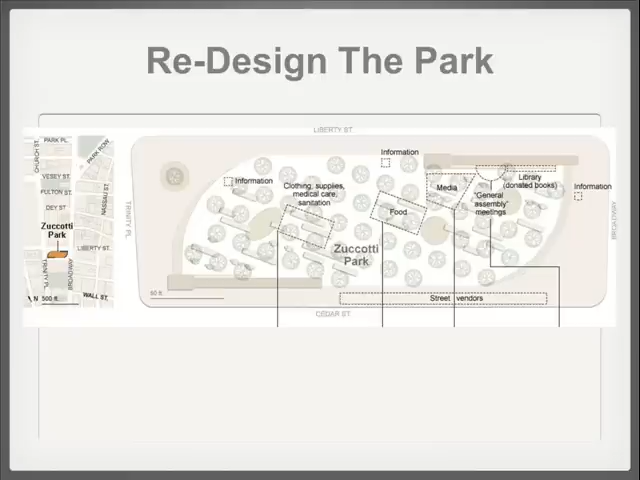 Re-Design The Park
LIBERTY ST.
PARK PL.
CHURCH ST.
PARK ROW
VESEY ST.
FULTON ST.
NASSAU ST.
DEY ST.
Zuccotti
Park
LIBERTY ST.
TRINITY PL.
BROADWAY
WALL ST.
N 500 ft.
TRINITY PL.
Information
Information
Clothing, supplies,
medical care,
sanitation
Food
Media
"General
assembly"
meetings
Library
(donated books)
Information
BROADWAY
Zuccotti
Park
50 ft.
Street vendors
CEDAR ST.